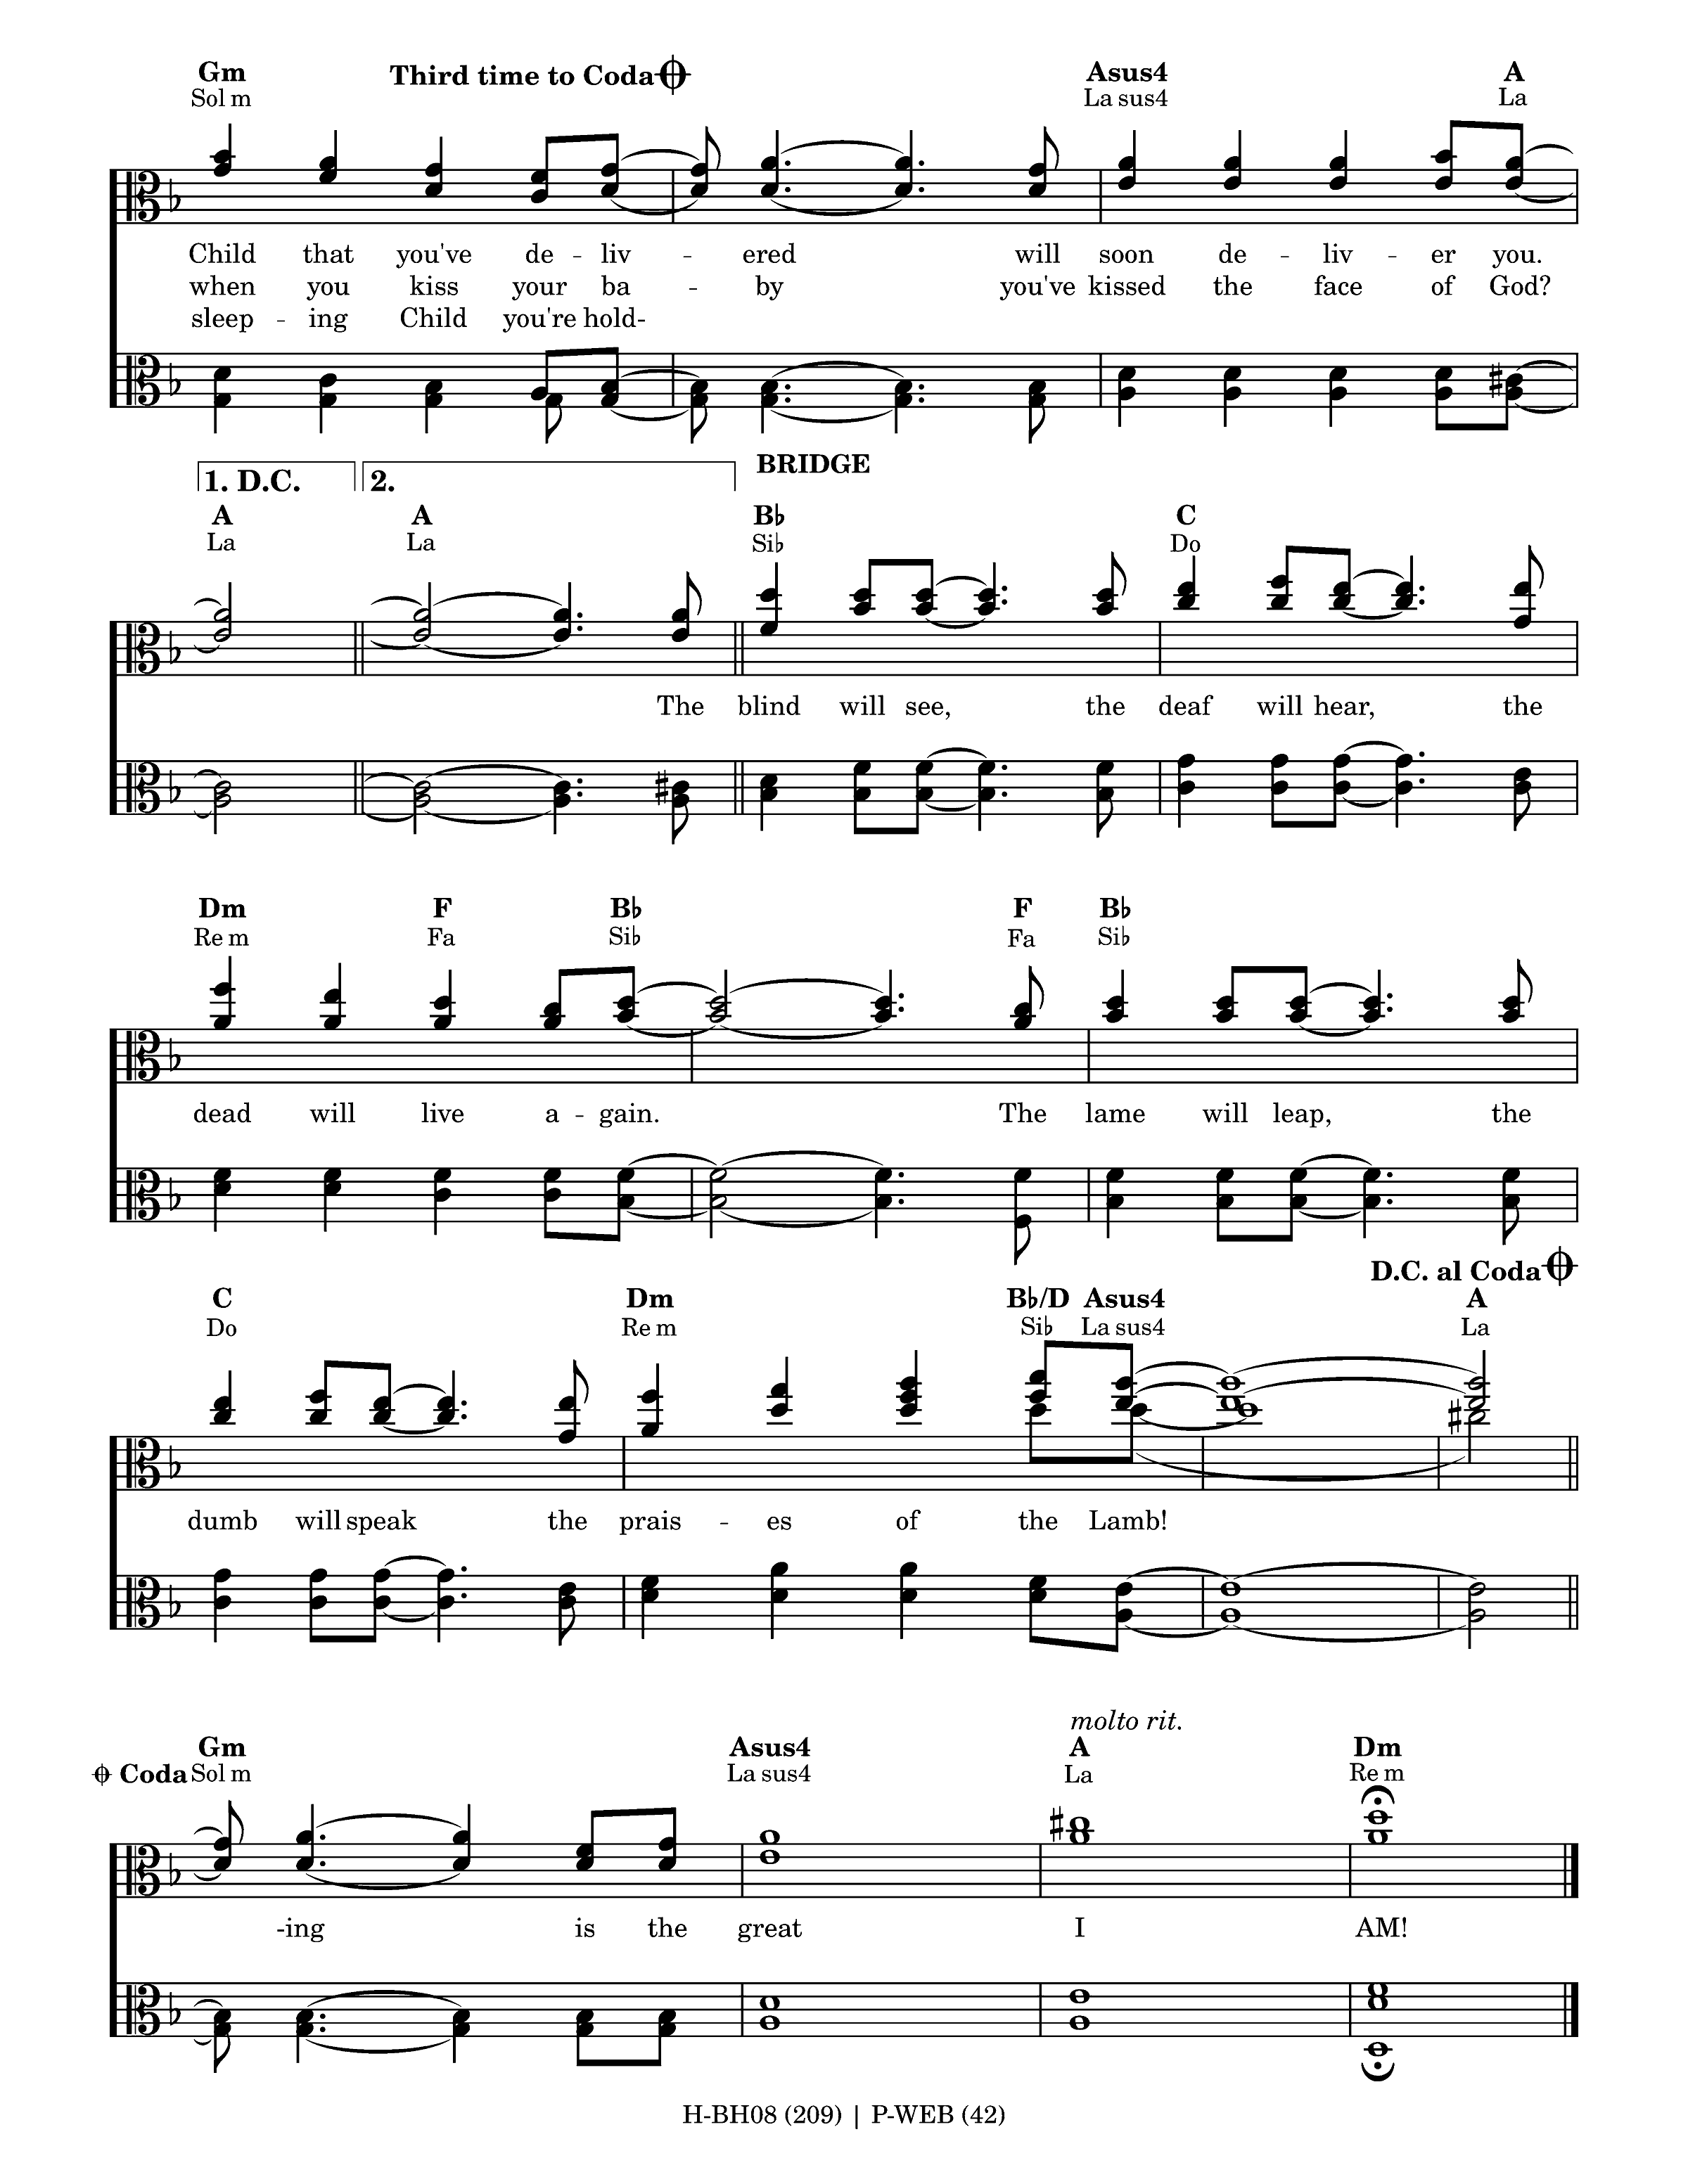 Gm Third time to Coda Asus4 A
Sol m La sus4 La
Child that you've de - liv - ered will soon de - liv - er you.
when you kiss your ba - by you've kissed the face of God?
sleep - ing Child you're hold-
1. D.C. 2. BRIDGE
A A B♭ C
La La Si♭ Do
The blind will see, the deaf will hear, the
Dm F B♭ F B♭
Re m Fa Si♭ Fa Si♭
dead will live a - gain. The lame will leap, the
D.C. al Coda
C Dm B♭/D Asus4 A
Do Re m Si♭ La sus4 La
dumb will speak the prais - es of the Lamb!
molto rit.
Gm Asus4 A Dm
Coda Sol m La sus4 La Re m
-ing is the great I AM!
H-BH08 (209) | P-WEB (42)